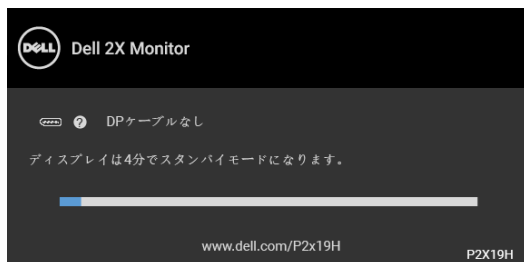 DELL
Dell 2X Monitor
DPケーブルなし
ディスプレイは4分でスタンバイモードになります。
www.dell.com/P2x19H
P2X19H